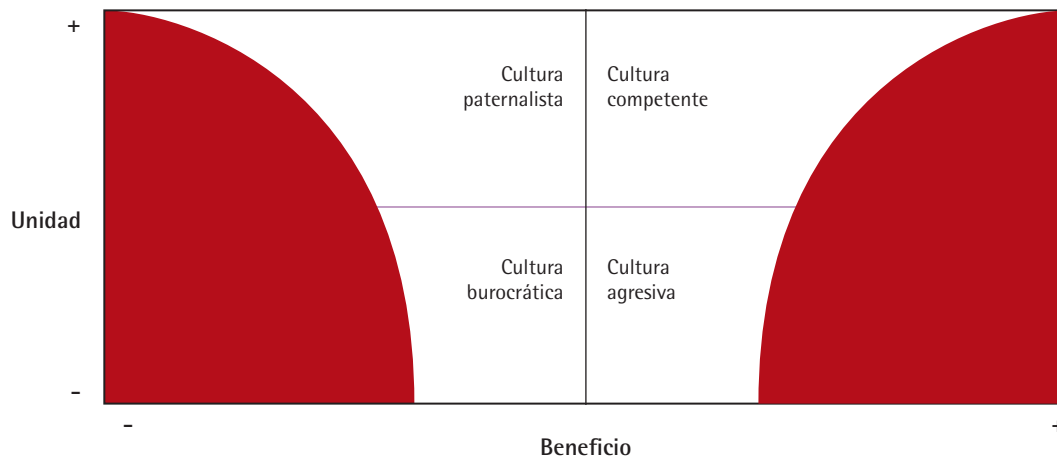 +
Cultura
paternalista
Cultura
competente
Unidad
Cultura
burocrática
Cultura
agresiva
-
-
+
Beneficio